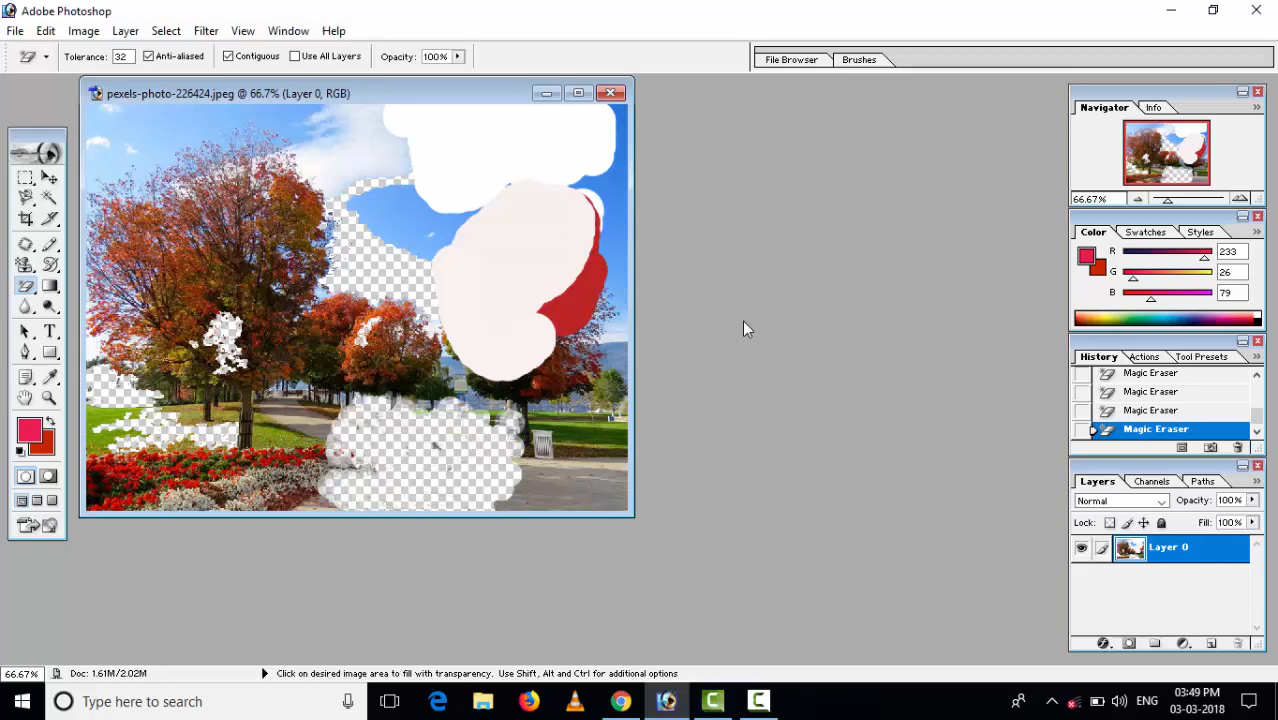 Adobe Photoshop
File Edit Image Layer Select Filter View Window Help
Tolerance: 32 Anti-aliased Contiguous Use All Layers Opacity: 100%
File Browser Brushes
pexels-photo-226424.jpeg @ 66.7% (Layer 0, RGB)
Navigator Info
66.67%
Color Swatches Styles
R 233
G 26
B 79
History Actions Tool Presets
Magic Eraser
Magic Eraser
Magic Eraser
Magic Eraser
Layers Channels Paths
Normal Opacity: 100%
Lock: Fill: 100%
Layer 0
66.67% Doc: 1.61M/2.02M Click on desired image area to fill with transparency. Use Shift, Alt and Ctrl for additional options
Type here to search
ENG
03:49 PM
03-03-2018